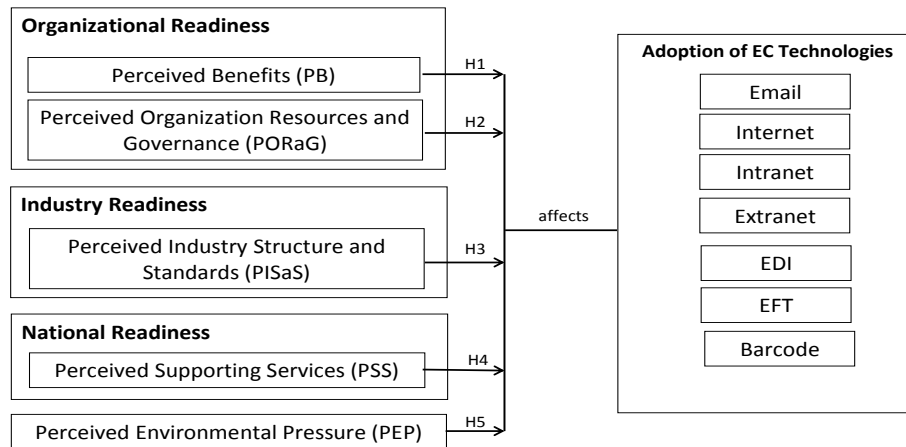 Organizational Readiness
Perceived Benefits (PB)
Perceived Organization Resources and
Governance (PORaG)
Industry Readiness
Perceived Industry Structure and
Standards (PISaS)
National Readiness
Perceived Supporting Services (PSS)
Perceived Environmental Pressure (PEP)
H1
H2
H3
H4
H5
affects
Adoption of EC Technologies
Email
Internet
Intranet
Extranet
EDI
EFT
Barcode